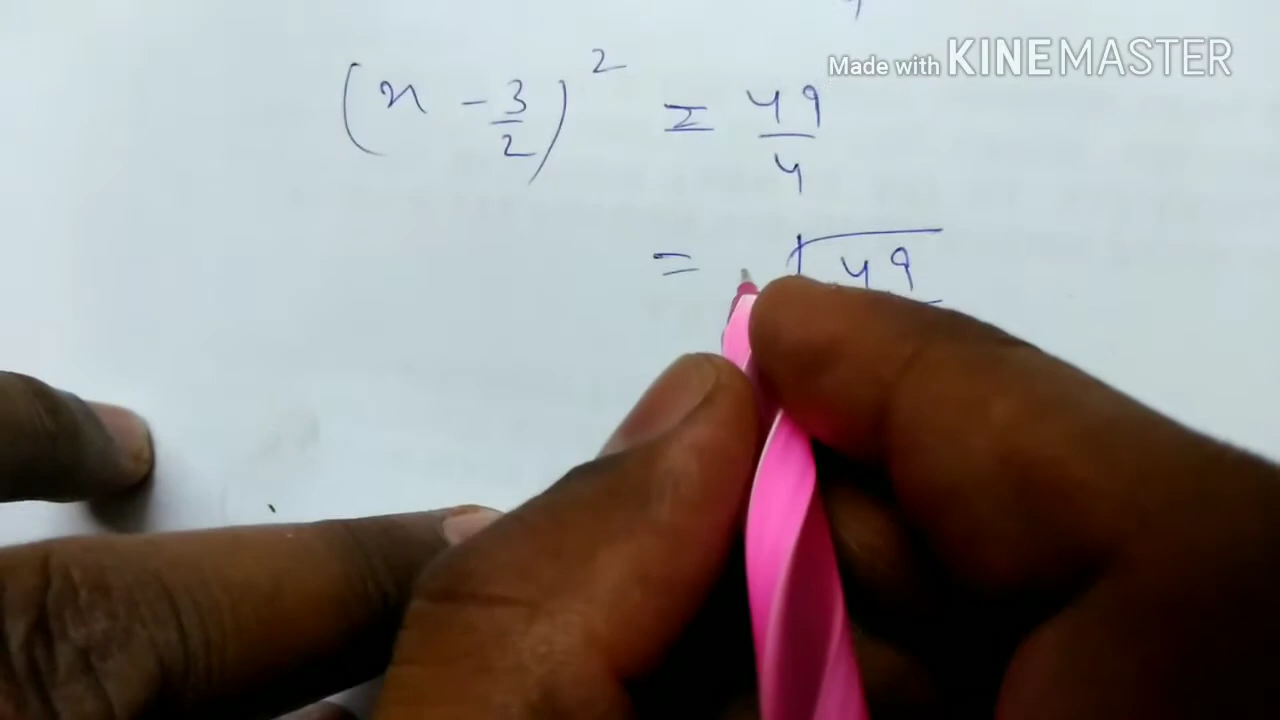 Made with KINEMASTER
(x - 3/2)² = 49/4
= √49